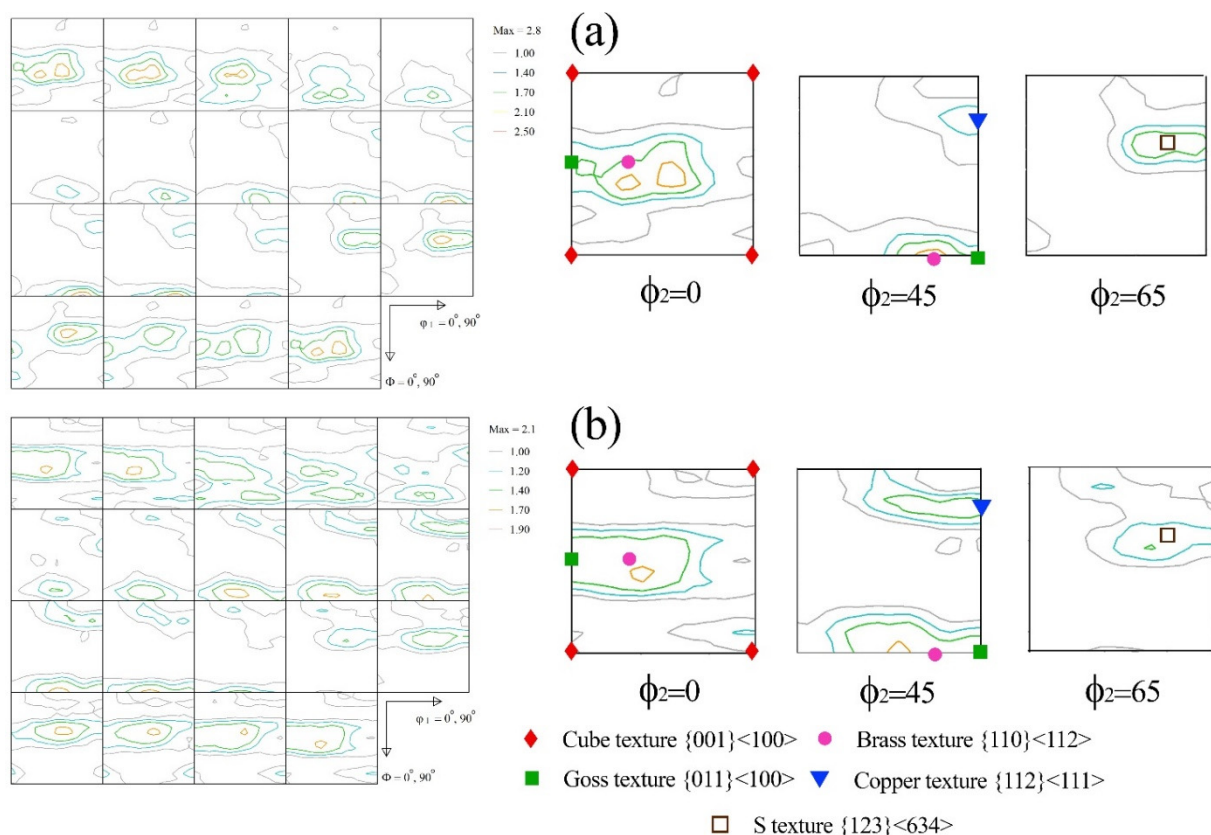 Max = 2.8
1.00
1.40
1.70
2.10
2.50
φ₁ = 0°, 90°
Φ = 0°, 90°
(a)
ϕ₂=0
ϕ₂=45
ϕ₂=65
Max = 2.1
1.00
1.20
1.40
1.70
1.90
φ₁ = 0°, 90°
Φ = 0°, 90°
(b)
ϕ₂=0
ϕ₂=45
ϕ₂=65
Cube texture {001}<100>
Brass texture {110}<112>
Goss texture {011}<100>
Copper texture {112}<111>
S texture {123}<634>